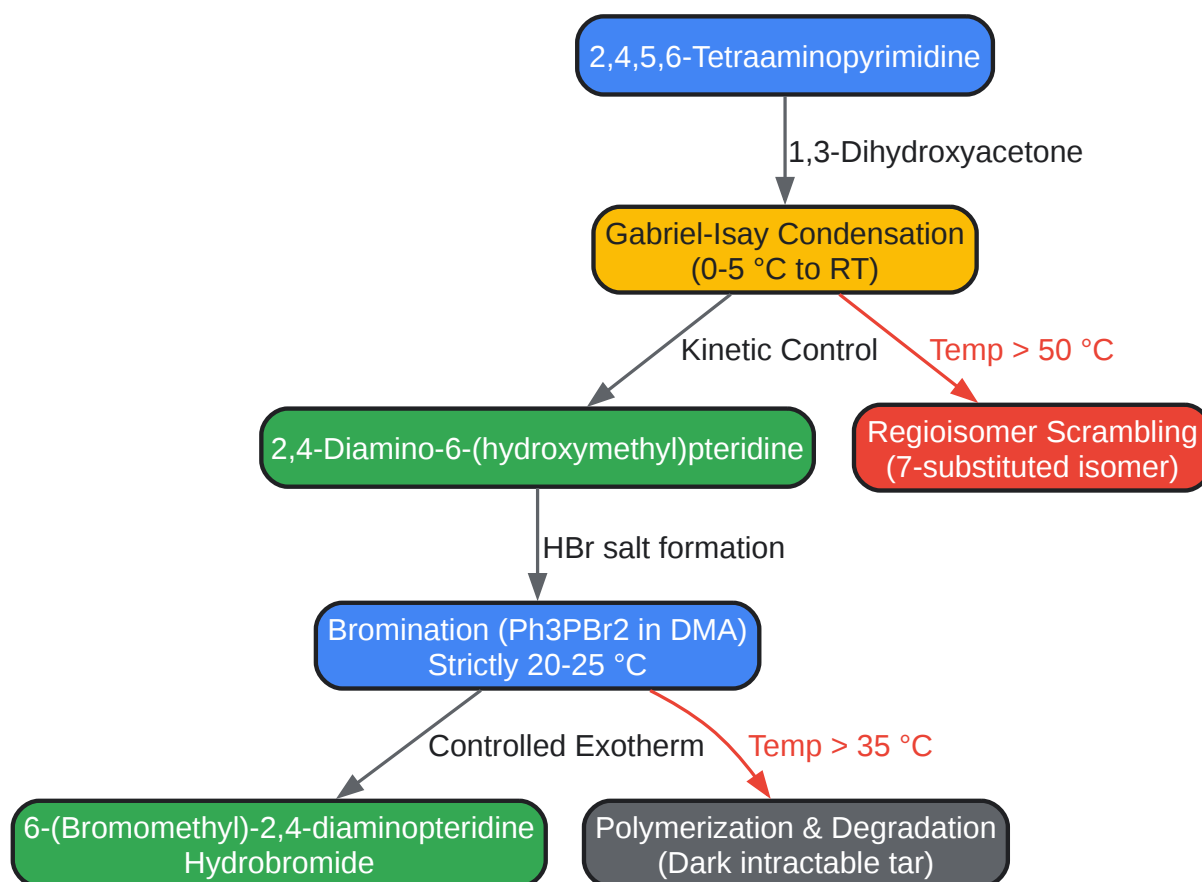 2,4,5,6-Tetraaminopyrimidine
1,3-Dihydroxyacetone
Gabriel-Isay Condensation
(0-5 °C to RT)
Kinetic Control
Temp > 50 °C
2,4-Diamino-6-(hydroxymethyl)pteridine
Regioisomer Scrambling
(7-substituted isomer)
HBr salt formation
Bromination (Ph3PBr2 in DMA)
Strictly 20-25 °C
Controlled Exotherm
Temp > 35 °C
6-(Bromomethyl)-2,4-diaminopteridine
Hydrobromide
Polymerization & Degradation
(Dark intractable tar)